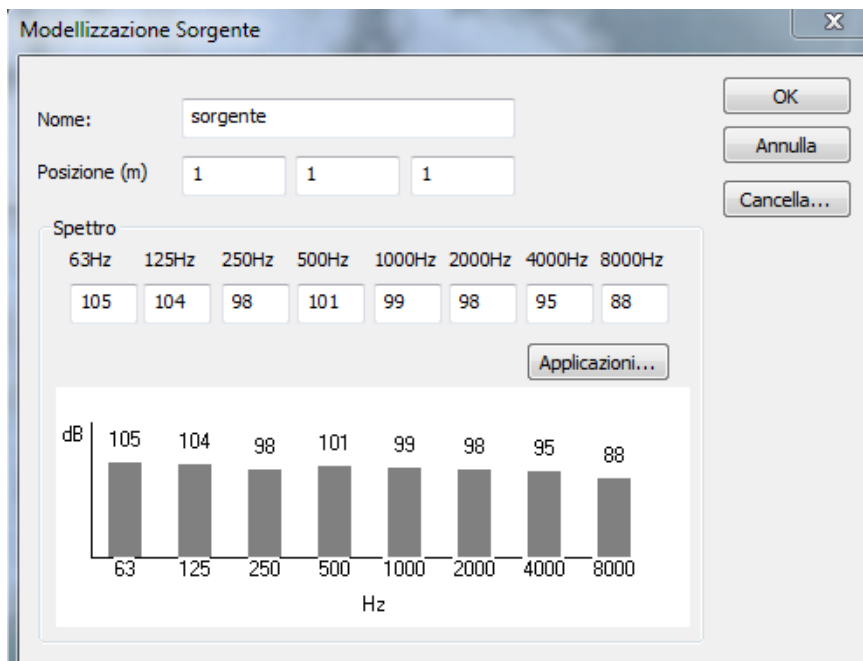 Modellizzazione Sorgente
OK
Nome: sorgente
Annulla
Posizione (m) 1 1 1
Cancella...
Spettro
63Hz 125Hz 250Hz 500Hz 1000Hz 2000Hz 4000Hz 8000Hz
105 104 98 101 99 98 95 88
Applicazioni...
dB 105 104 98 101 99 98 95 88
63 125 250 500 1000 2000 4000 8000
Hz